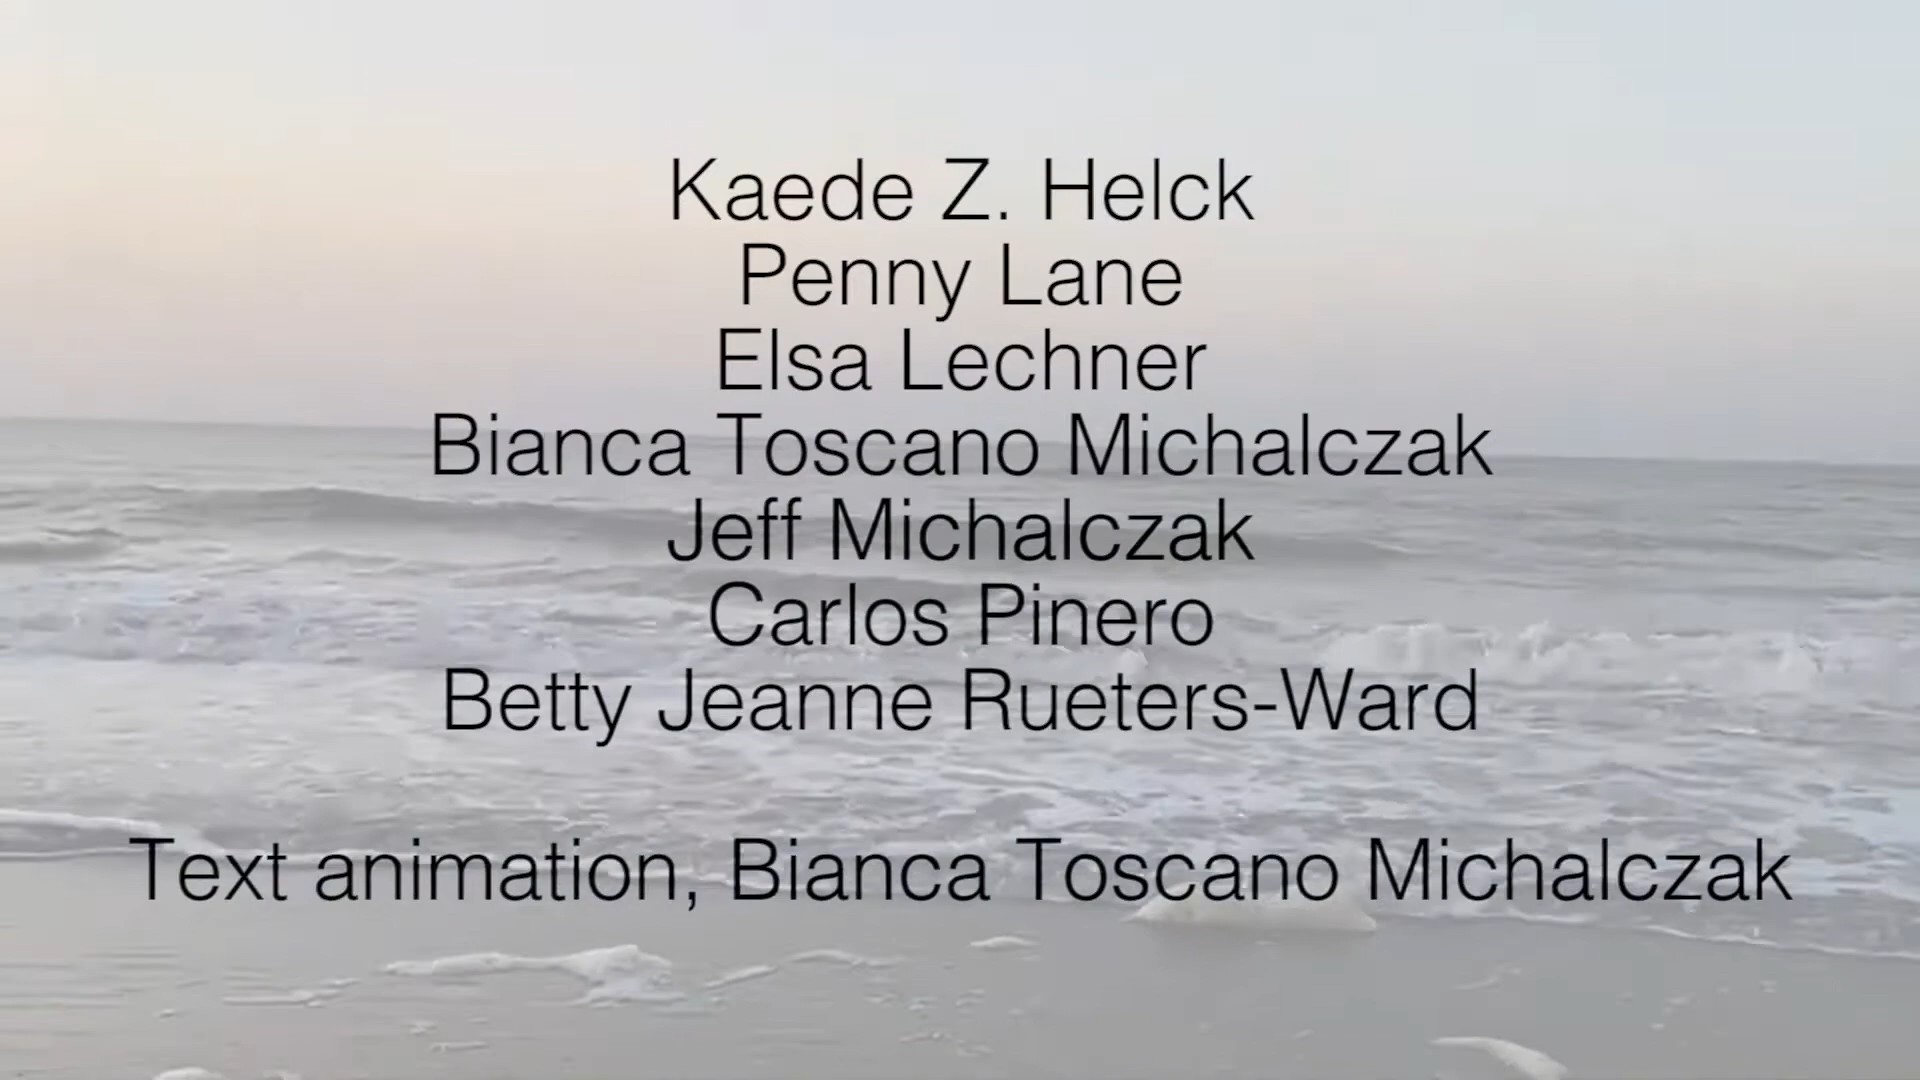 Kaede Z. Helck
Penny Lane
Elsa Lechner
Bianca Toscano Michalczak
Jeff Michalczak
Carlos Pinero
Betty Jeanne Rueters-Ward
Text animation, Bianca Toscano Michalczak